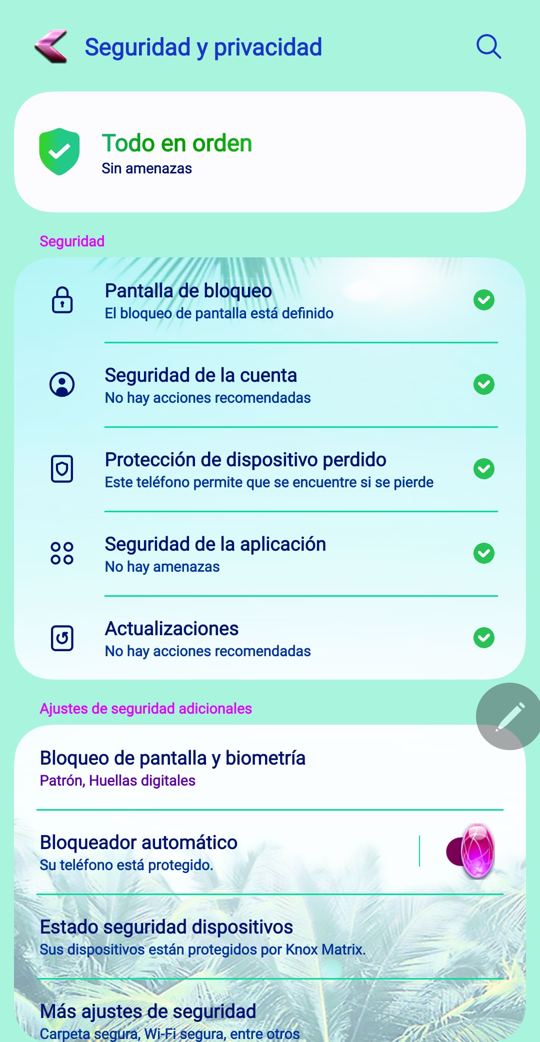 Seguridad y privacidad
Todo en orden
Sin amenazas
Seguridad
Pantalla de bloqueo
El bloqueo de pantalla está definido
Seguridad de la cuenta
No hay acciones recomendadas
Protección de dispositivo perdido
Este teléfono permite que se encuentre si se pierde
Seguridad de la aplicación
No hay amenazas
Actualizaciones
No hay acciones recomendadas
Ajustes de seguridad adicionales
Bloqueo de pantalla y biometría
Patrón, Huellas digitales
Bloqueador automático
Su teléfono está protegido.
Estado seguridad dispositivos
Sus dispositivos están protegidos por Knox Matrix.
Más ajustes de seguridad
Carpeta segura, Wi-Fi segura, entre otros